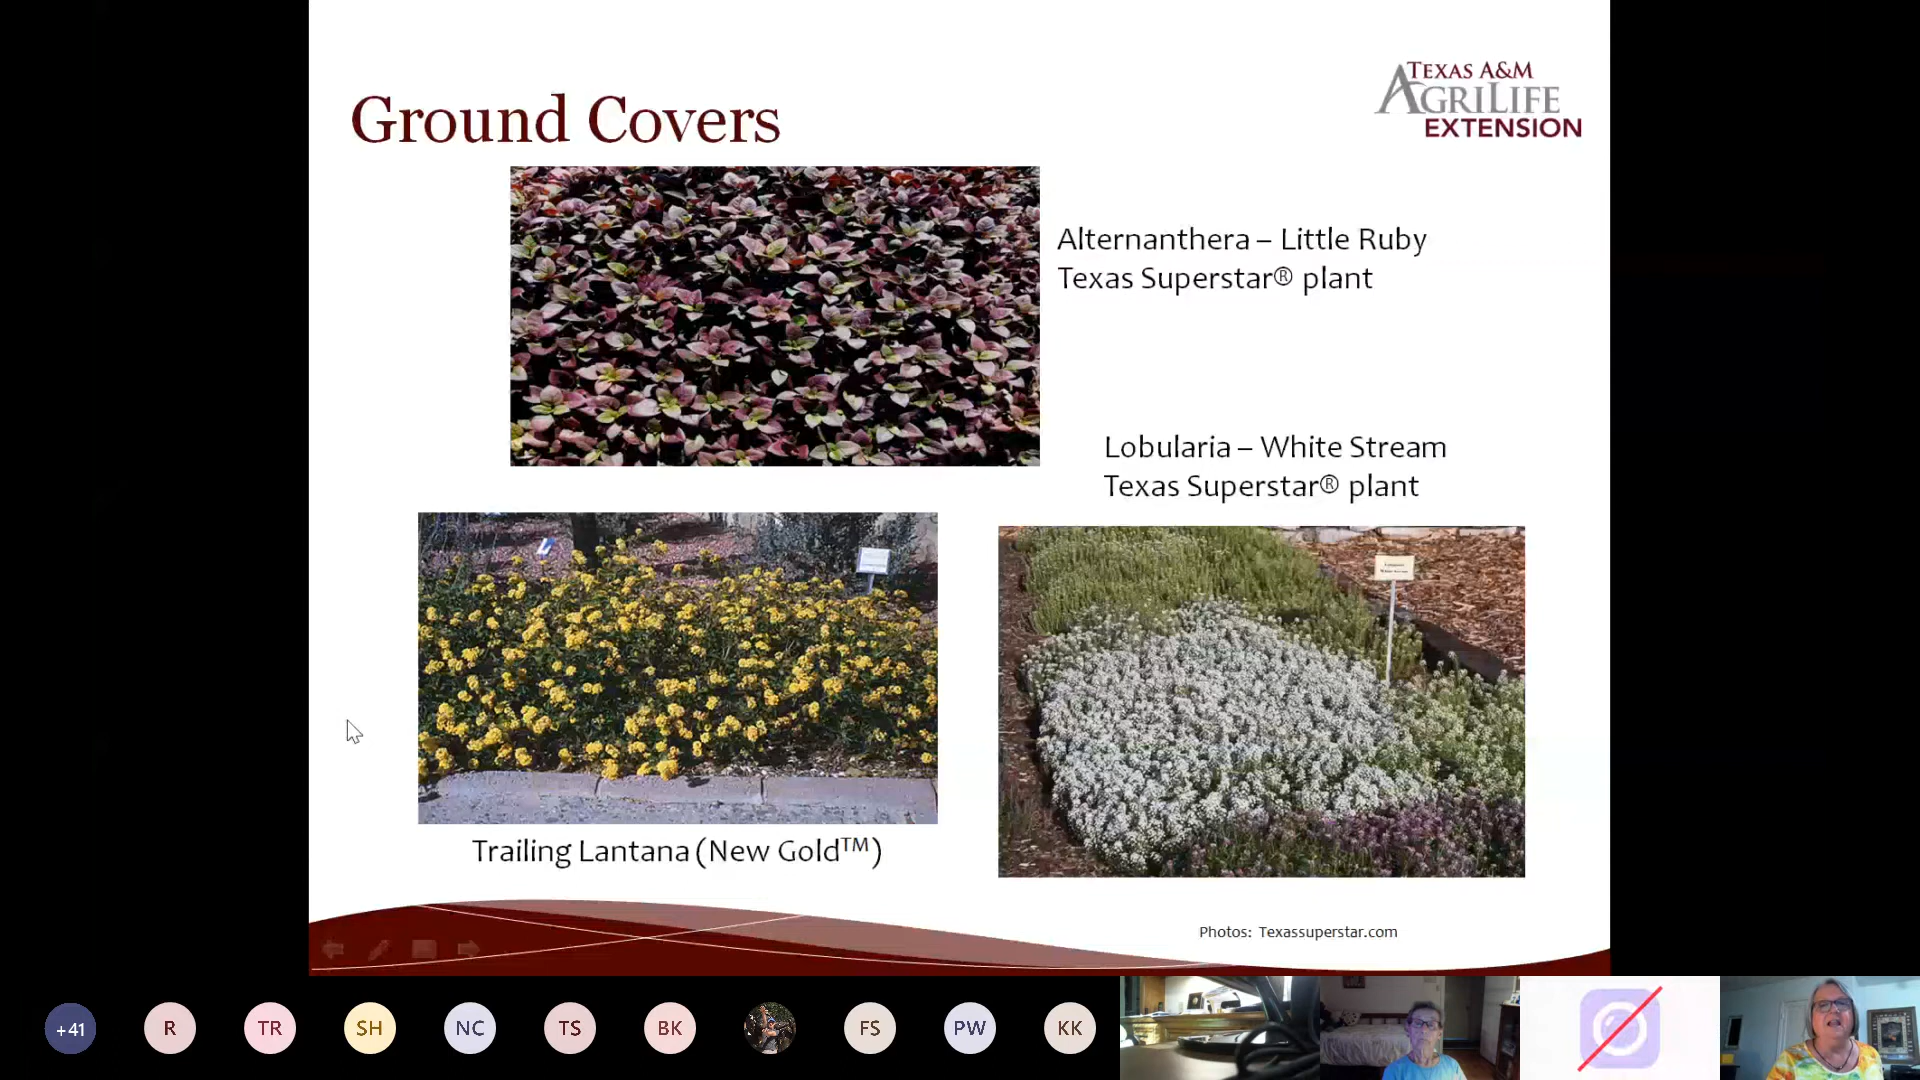 Ground Covers
TEXAS A&M
AGRILIFE
EXTENSION
Alternanthera – Little Ruby
Texas Superstar® plant
Lobularia – White Stream
Texas Superstar® plant
Trailing Lantana (New Gold™)
Photos: Texassuperstar.com
+41
R
TR
SH
NC
TS
BK
FS
PW
KK